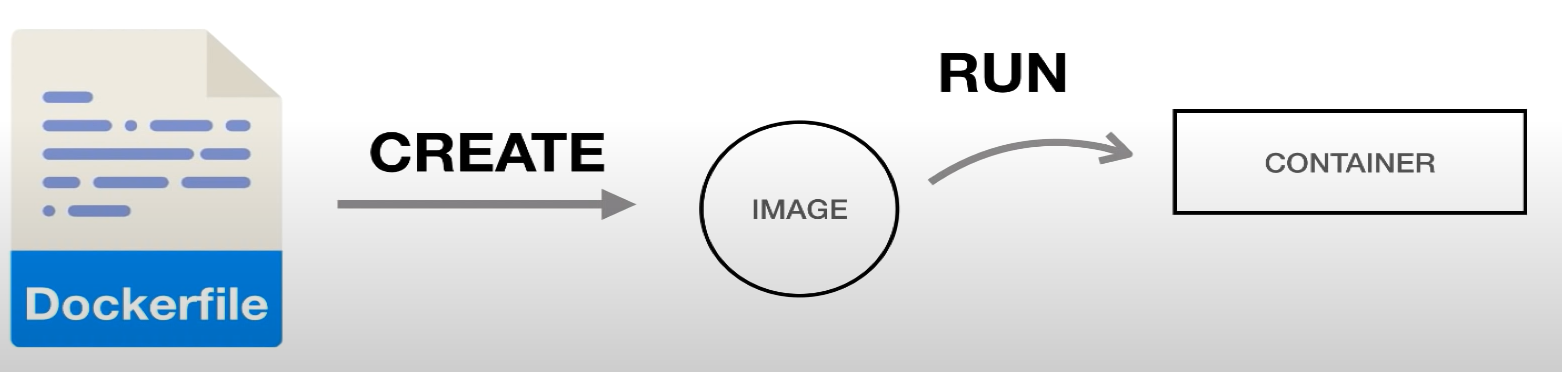 Dockerfile
CREATE
IMAGE
RUN
CONTAINER